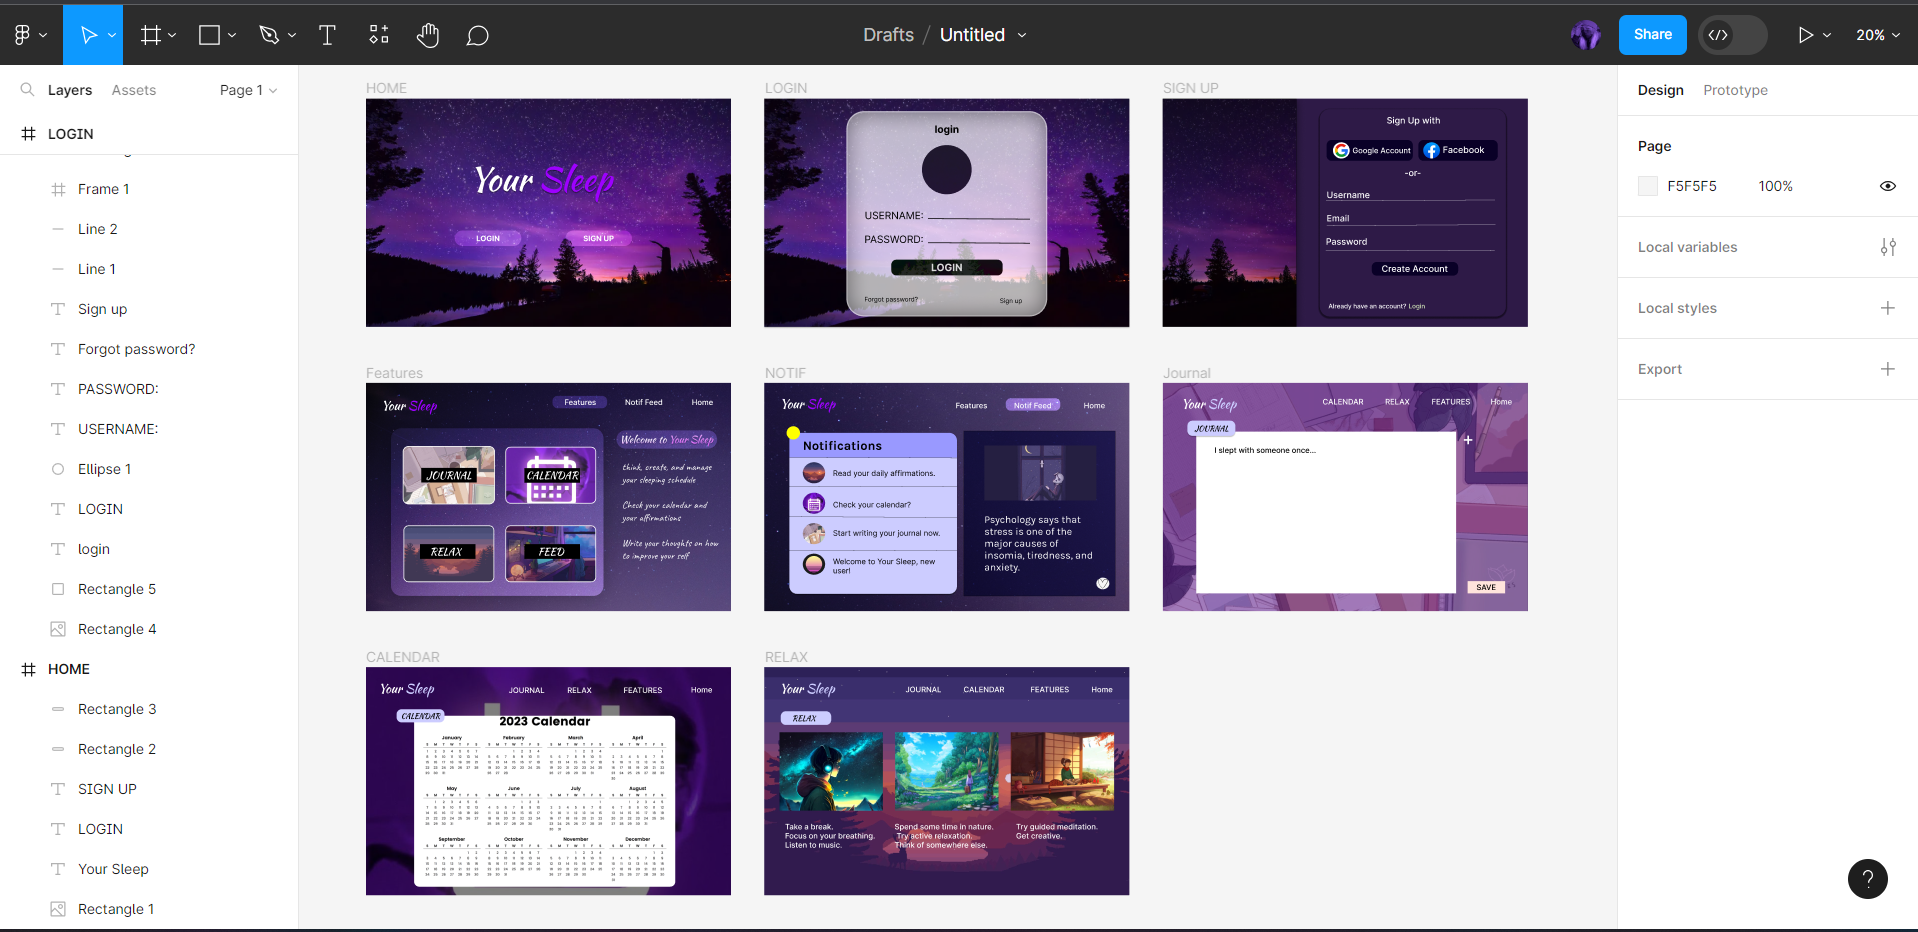 Drafts / Untitled
Share
20%
Layers
Assets
Page 1
LOGIN
Frame 1
Line 2
Line 1
Sign up
Forgot password?
PASSWORD:
USERNAME:
Ellipse 1
LOGIN
login
Rectangle 5
Rectangle 4
HOME
Rectangle 3
Rectangle 2
SIGN UP
LOGIN
Your Sleep
Rectangle 1
HOME
Your Sleep
LOGIN
SIGN UP
LOGIN
login
USERNAME:
PASSWORD:
LOGIN
Forgot password?
Sign up
SIGN UP
Sign Up with
Google Account
Facebook
-or-
Username
Email
Password
Create Account
Already have an account? Login
Features
Your Sleep
Features
Notif Feed
Home
JOURNAL
CALENDAR
RELAX
FEED
Welcome to Your Sleep
think, create, and manage
your sleeping schedule
Check your calendar and
your affirmations
Write your thoughts on how
to improve your self
NOTIF
Your Sleep
Features
Notif Feed
Home
Notifications
Read your daily affirmations.
Check your calendar?
Start writing your journal now.
Welcome to Your Sleep, new
user!
Psychology says that
stress is one of the
major causes of
insomia, tiredness, and
anxiety.
Journal
Your Sleep
CALENDAR
RELAX
FEATURES
Home
JOURNAL
I slept with someone once...
SAVE
CALENDAR
Your Sleep
JOURNAL
RELAX
FEATURES
Home
CALENDAR
2023 Calendar
January
February
March
April
May
June
July
August
September
October
November
December
RELAX
Your Sleep
JOURNAL
CALENDAR
FEATURES
Home
RELAX
Take a break.
Focus on your breathing.
Listen to music.
Spend some time in nature.
Try active relaxation.
Think of somewhere else.
Try guided meditation.
Get creative.
Design
Prototype
Page
F5F5F5
100%
Local variables
Local styles
Export
?